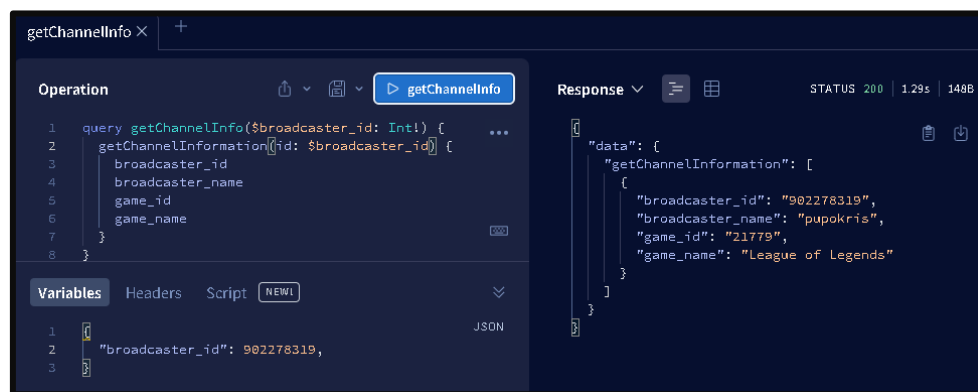 getChannelInfo × +
Operation
getChannelInfo
1 query getChannelInfo($broadcaster_id: Int!) {
2 getChannelInformation(id: $broadcaster_id) {
3 broadcaster_id
4 broadcaster_name
5 game_id
6 game_name
7 }
8 }
Variables Headers Script NEW!
JSON
1 {
2 "broadcaster_id": 902278319,
3 }
Response STATUS 200 1.29s 148B
{
"data": {
"getChannelInformation": [
{
"broadcaster_id": "902278319",
"broadcaster_name": "pupokris",
"game_id": "21779",
"game_name": "League of Legends"
}
]
}
}